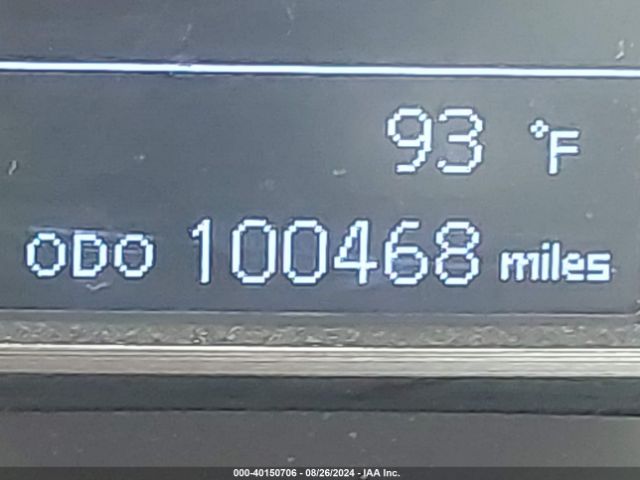 93 °F
ODO 100468 miles
000-40150706 - 08/26/2024 - IAA Inc.